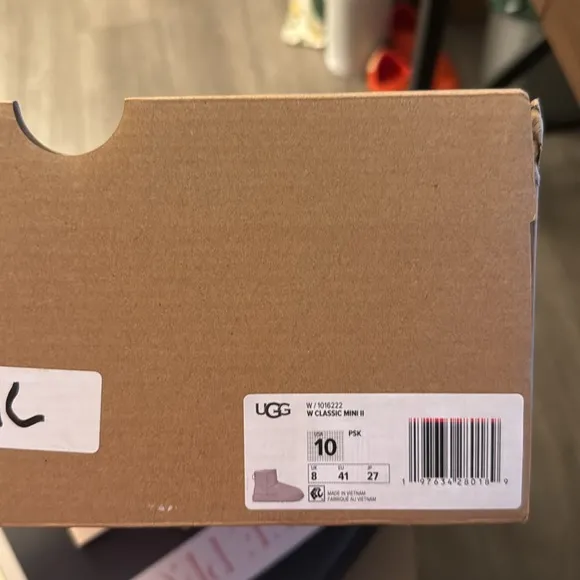 UGG
W / 1016222
W CLASSIC MINI II
USA
10
PSK
UK EU JP
8 41 27
MADE IN VIETNAM
FABRIQUÉ AU VIETNAM
1 97634 28018 9